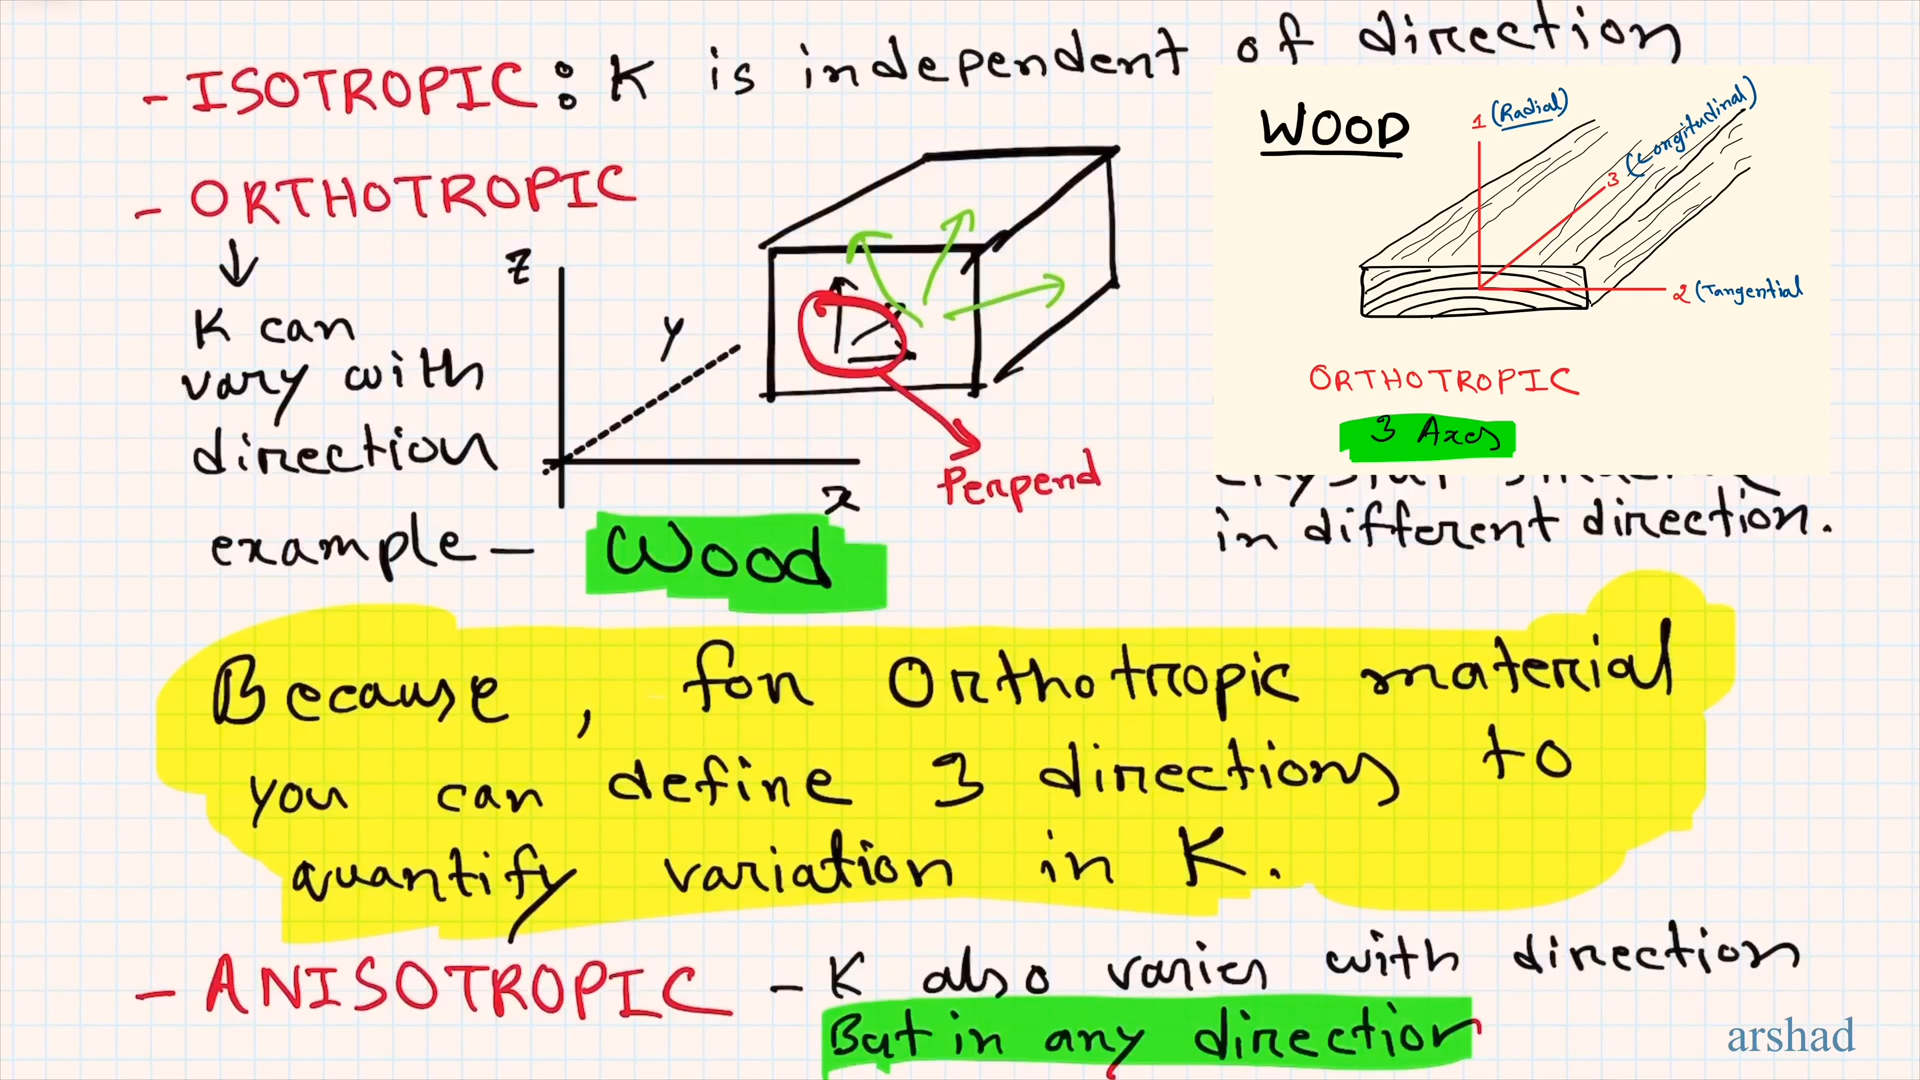 - ISOTROPIC : K is independent of direction
- ORTHOTROPIC
K can
vary with
direction
example - Wood
z
y
x
Perpend
WOOD
1 (Radial)
3 (Longitudinal)
2 (Tangential
ORTHOTROPIC
3 Axes
in different direction.
Because, for Orthotropic material
you can define 3 directions to
quantify variation in K.
- ANISOTROPIC - K also varies with direction
But in any direction
arshad